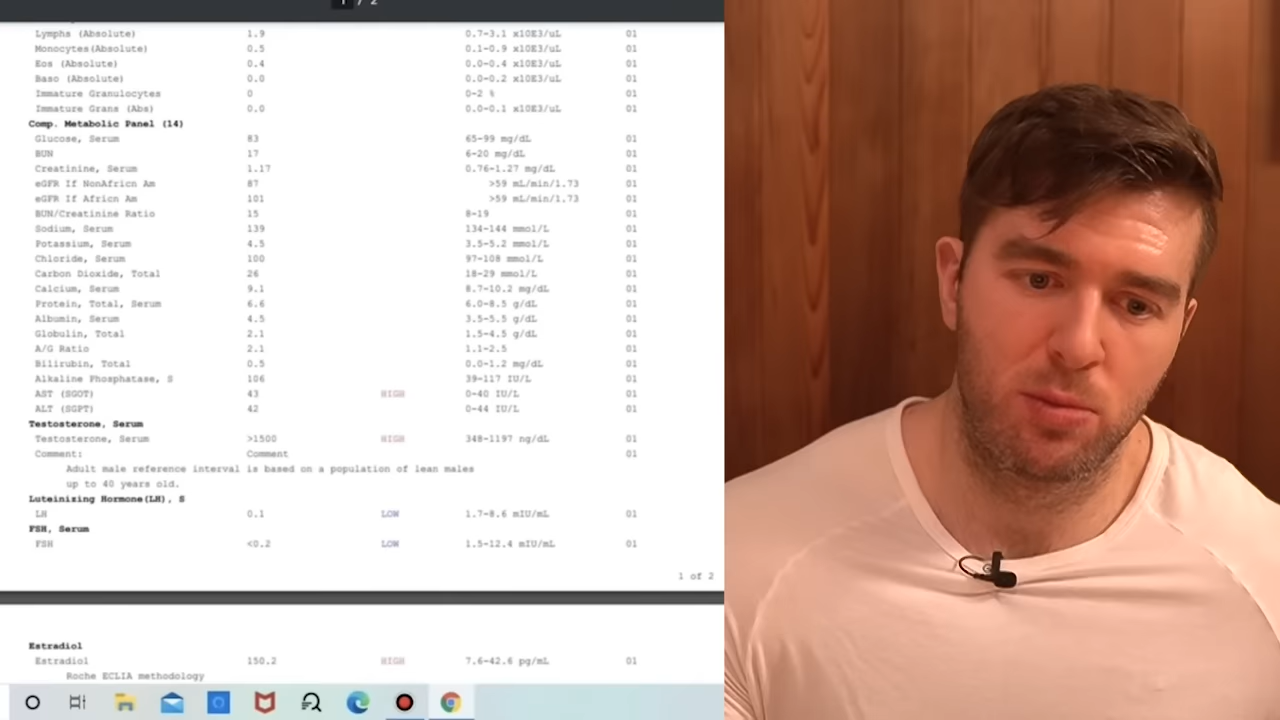 1 / 2
Lymphs (Absolute) 1.9 0.7-3.1 x10E3/uL 01
Monocytes(Absolute) 0.5 0.1-0.9 x10E3/uL 01
Eos (Absolute) 0.4 0.0-0.4 x10E3/uL 01
Baso (Absolute) 0.0 0.0-0.2 x10E3/uL 01
Immature Granulocytes 0 0-2 % 01
Immature Grans (Abs) 0.0 0.0-0.1 x10E3/uL 01
Comp. Metabolic Panel (14)
Glucose, Serum 83 65-99 mg/dL 01
BUN 17 6-20 mg/dL 01
Creatinine, Serum 1.17 0.76-1.27 mg/dL 01
eGFR If NonAfricn Am 87 >59 mL/min/1.73 01
eGFR If Africn Am 101 >59 mL/min/1.73 01
BUN/Creatinine Ratio 15 8-19 01
Sodium, Serum 139 134-144 mmol/L 01
Potassium, Serum 4.5 3.5-5.2 mmol/L 01
Chloride, Serum 100 97-108 mmol/L 01
Carbon Dioxide, Total 26 18-29 mmol/L 01
Calcium, Serum 9.1 8.7-10.2 mg/dL 01
Protein, Total, Serum 6.6 6.0-8.5 g/dL 01
Albumin, Serum 4.5 3.5-5.5 g/dL 01
Globulin, Total 2.1 1.5-4.5 g/dL 01
A/G Ratio 2.1 1.1-2.5 01
Bilirubin, Total 0.5 0.0-1.2 mg/dL 01
Alkaline Phosphatase, S 106 39-117 IU/L 01
AST (SGOT) 43 HIGH 0-40 IU/L 01
ALT (SGPT) 42 0-44 IU/L 01
Testosterone, Serum
Testosterone, Serum >1500 HIGH 348-1197 ng/dL 01
Comment: Comment 01
Adult male reference interval is based on a population of lean males
up to 40 years old.
Luteinizing Hormone(LH), S
LH 0.1 LOW 1.7-8.6 mIU/mL 01
FSH, Serum
FSH <0.2 LOW 1.5-12.4 mIU/mL 01
1 of 2
Estradiol
Estradiol 150.2 HIGH 7.6-42.6 pg/mL 01
Roche ECLIA methodology